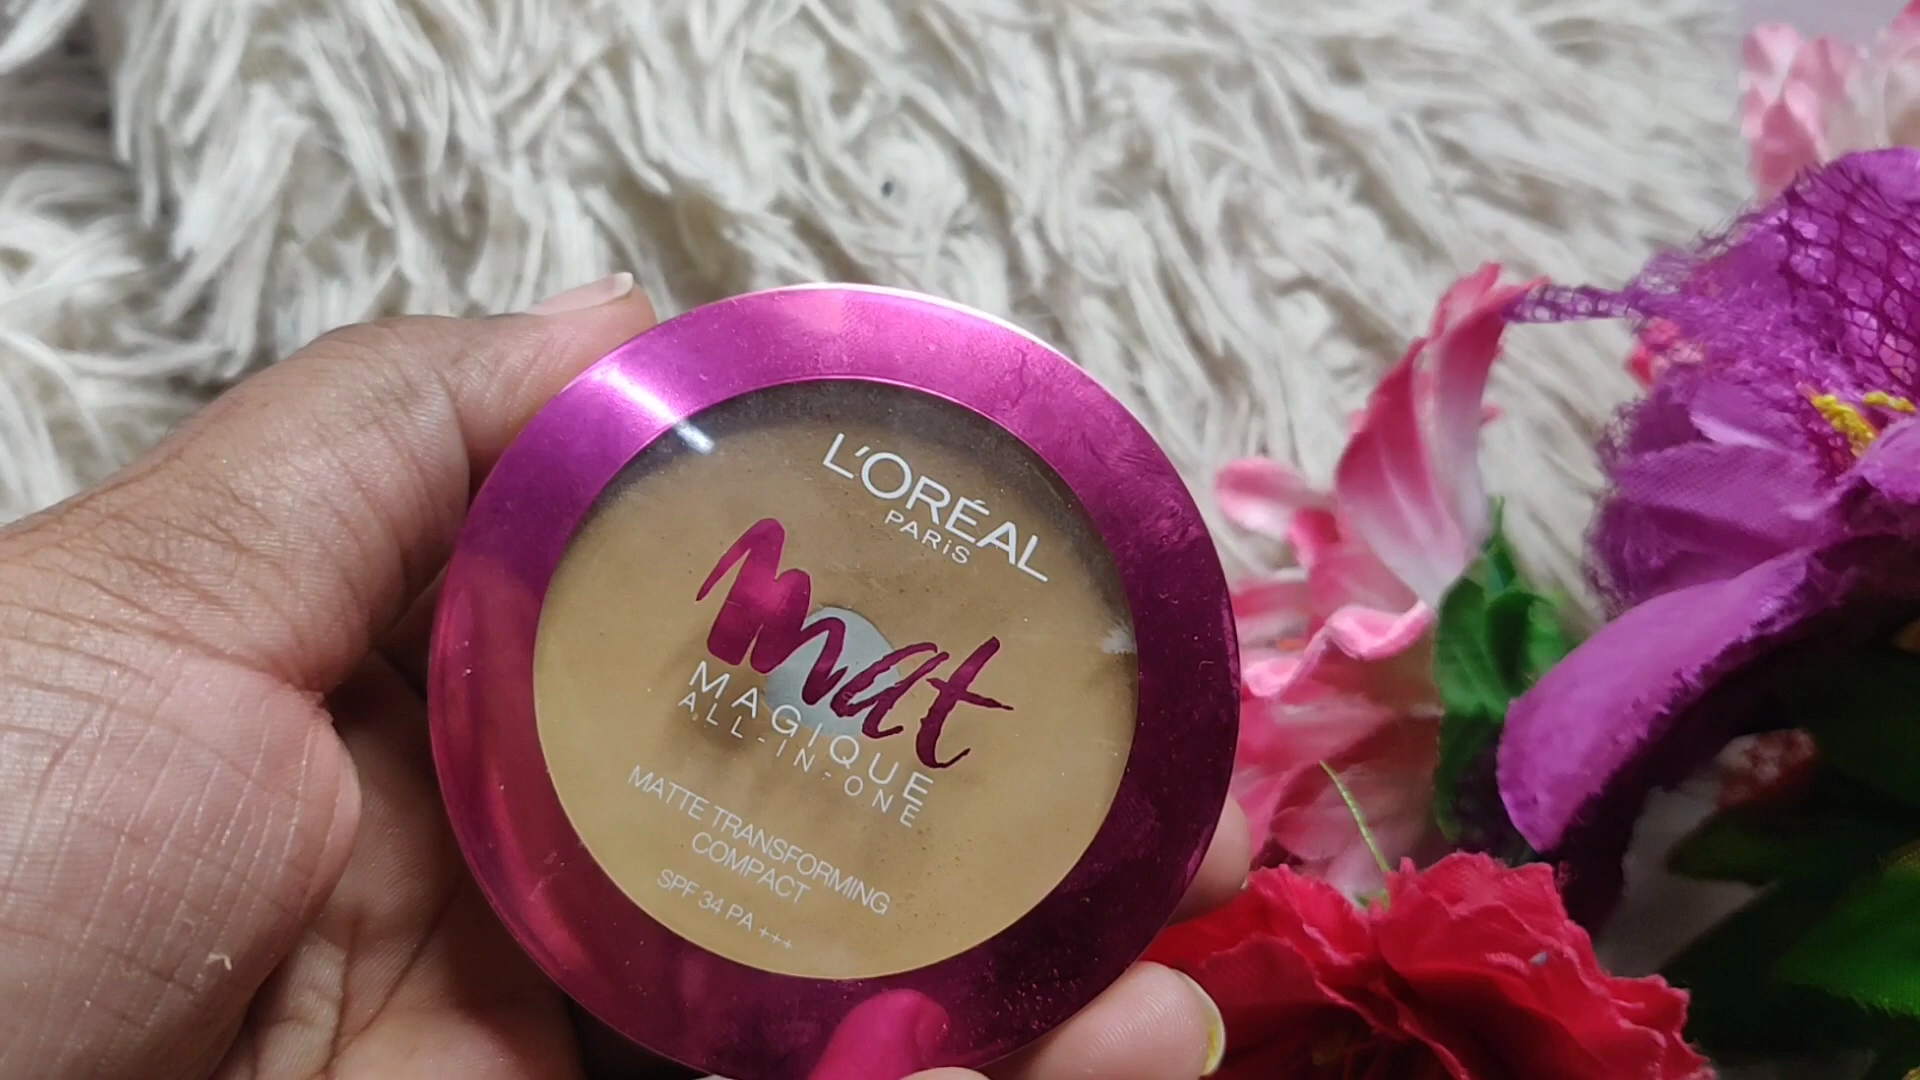 L'ORÉAL
PARiS
Mat
MAGIQUE
ALL-IN-ONE
MATTE TRANSFORMING
COMPACT
SPF 34 PA +++